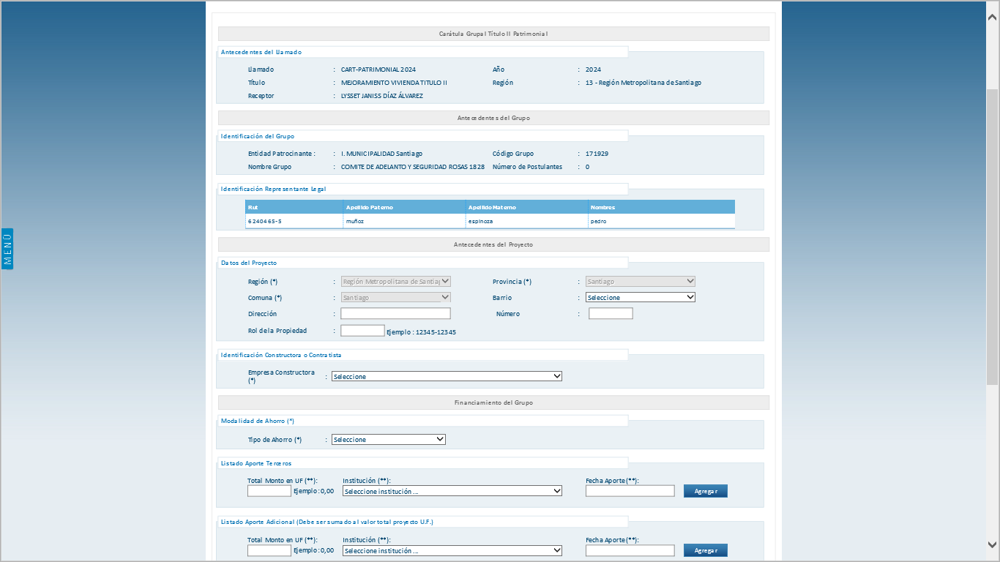 Carátula Grupal Título II Patrimonial
Antecedentes del Llamado
Llamado : CART-PATRIMONIAL 2024 Año : 2024
Título : MEJORAMIENTO VIVIENDA TITULO II Región : 13 - Región Metropolitana de Santiago
Receptor : LYSSET JANISS DÍAZ ÁLVAREZ
Antecedentes del Grupo
Identificación del Grupo
Entidad Patrocinante : : I. MUNICIPALIDAD Santiago Código Grupo : 171929
Nombre Grupo : COMITE DE ADELANTO Y SEGURIDAD ROSAS 1828 Número de Postulantes : 0
Identificación Representante Legal
Rut Apellido Paterno Apellido Materno Nombres
6240465-5 muñoz espinoza pedro
MENÚ
Antecedentes del Proyecto
Datos del Proyecto
Región (*) : Región Metropolitana de Santiag Provincia (*) : Santiago
Comuna (*) : Santiago Barrio : Seleccione
Dirección : Número :
Rol de la Propiedad : Ejemplo : 12345-12345
Identificación Constructora o Contratista
Empresa Constructora
(*) : Seleccione
Financiamiento del Grupo
Modalidad de Ahorro (*)
Tipo de Ahorro (*) : Seleccione
Listado Aporte Terceros
Total Monto en UF (**): Institución (**): Fecha Aporte (**):
Ejemplo: 0,00 Seleccione institución ... Agregar
Listado Aporte Adicional (Debe ser sumado al valor total proyecto U.F.)
Total Monto en UF (**): Institución (**): Fecha Aporte (**):
Ejemplo: 0,00 Seleccione institución ... Agregar